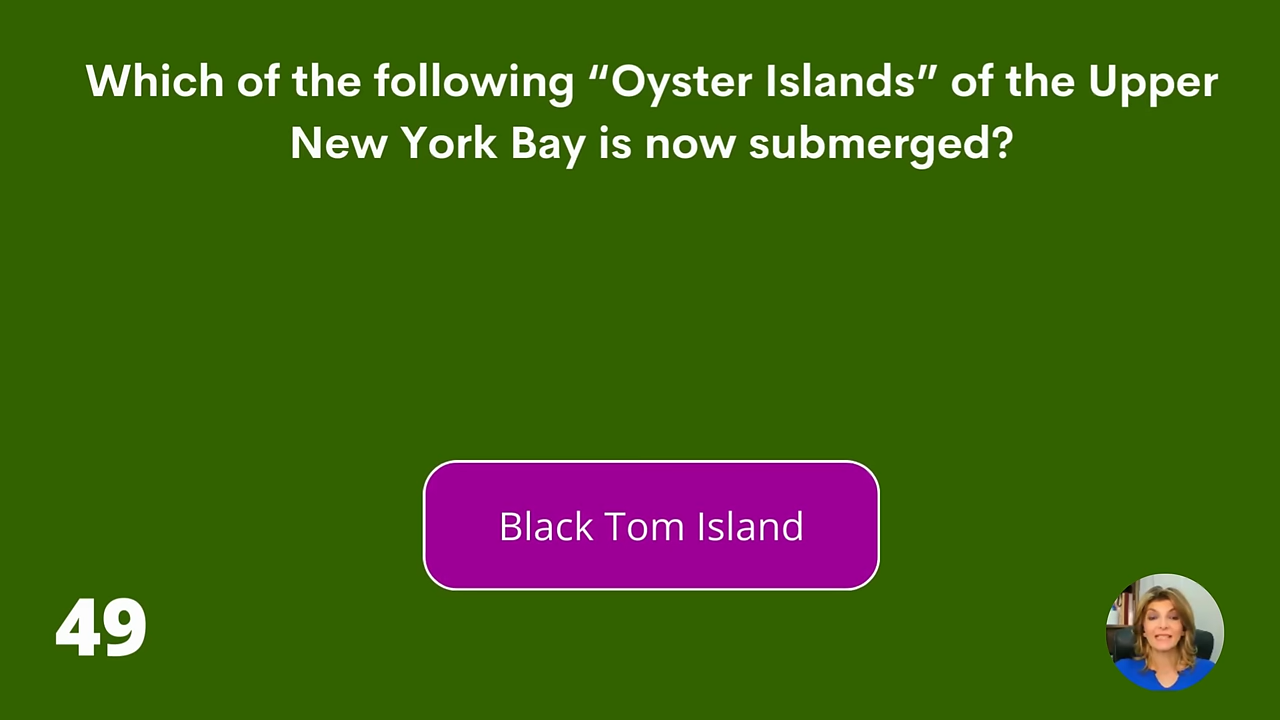 Which of the following “Oyster Islands” of the Upper
New York Bay is now submerged?
Black Tom Island
49